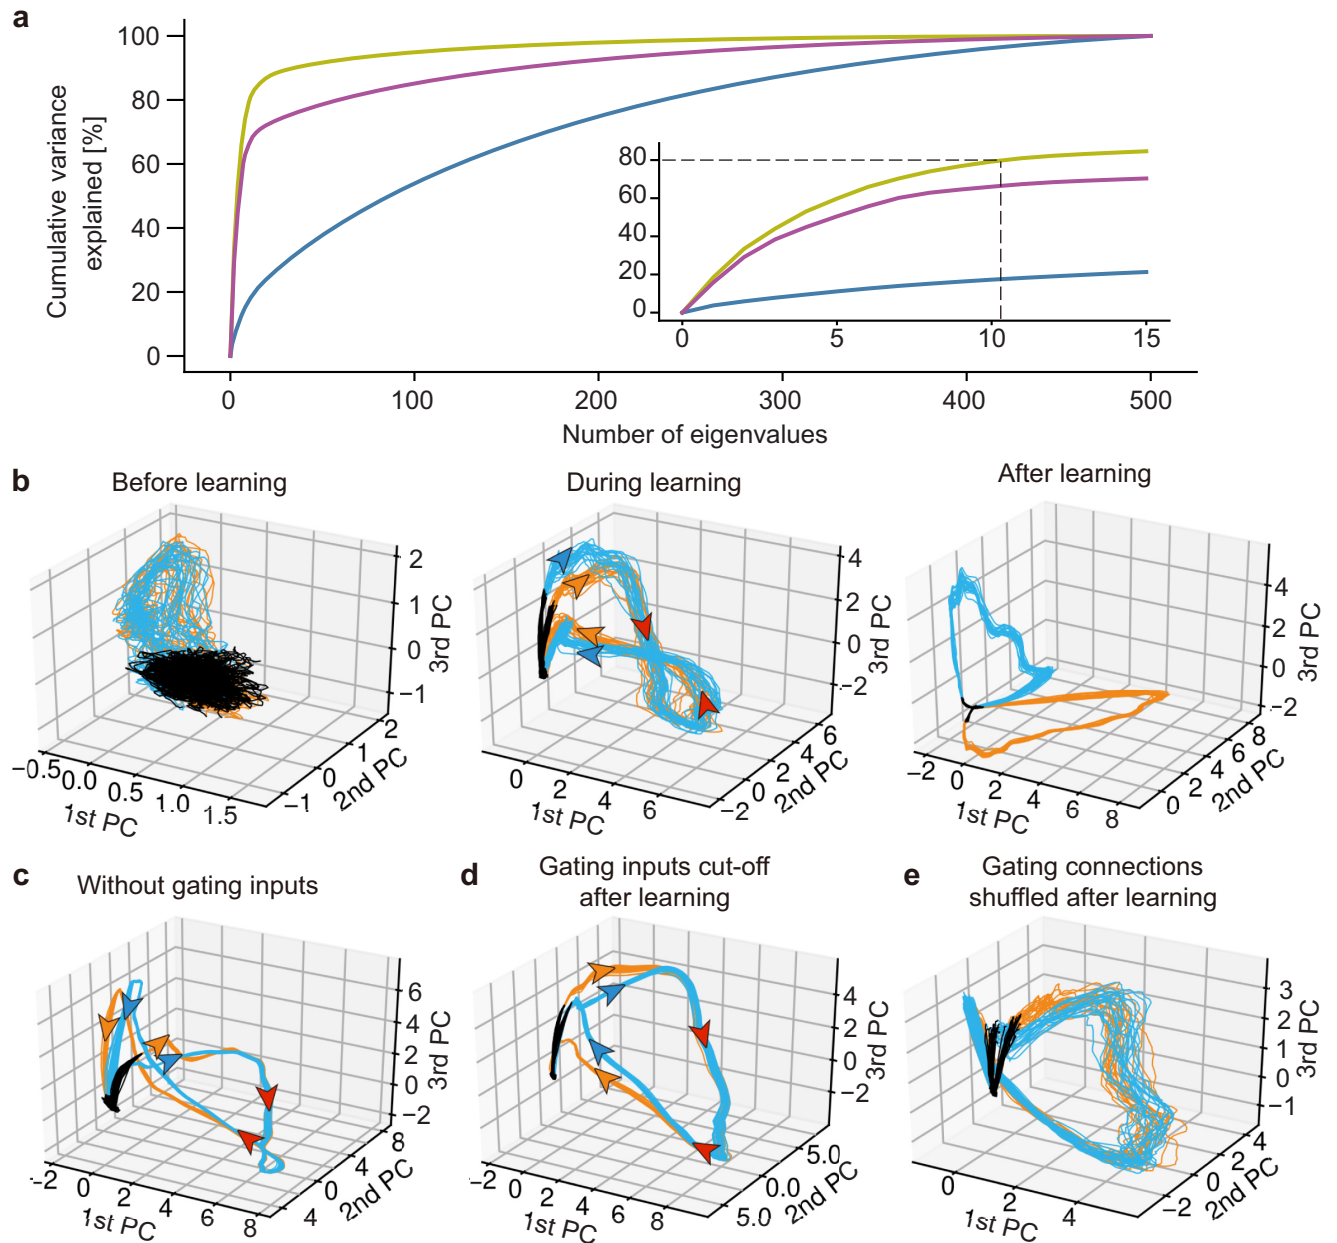 a
100
80
60
40
20
0
Cumulative variance
explained [%]
80
60
40
20
0
0 5 10 15
0 100 200 300 400 500
Number of eigenvalues
b
Before learning
During learning
After learning
2
1
0
−1
3rd PC
−0.5 0.0 0.5 1.0 1.5
1st PC
−1 0 1 2
2nd PC
4
2
0
−2
3rd PC
0 2 4 6
1st PC
−2 0 2 4 6
2nd PC
4
2
0
−2
3rd PC
−2 0 2 4 6 8
1st PC
0 2 4 6 8
2nd PC
c
Without gating inputs
6
4
2
0
−2
3rd PC
−2 0 2 4 6 8
1st PC
4 0 4 8
2nd PC
d
Gating inputs cut-off
after learning
4
2
0
−2
3rd PC
−2 0 2 4 6 8
1st PC
5.0 0.0 5.0
2nd PC
e
Gating connections
shuffled after learning
3
2
1
0
−1
3rd PC
0 2 4
1st PC
−2 0 2 4
2nd PC